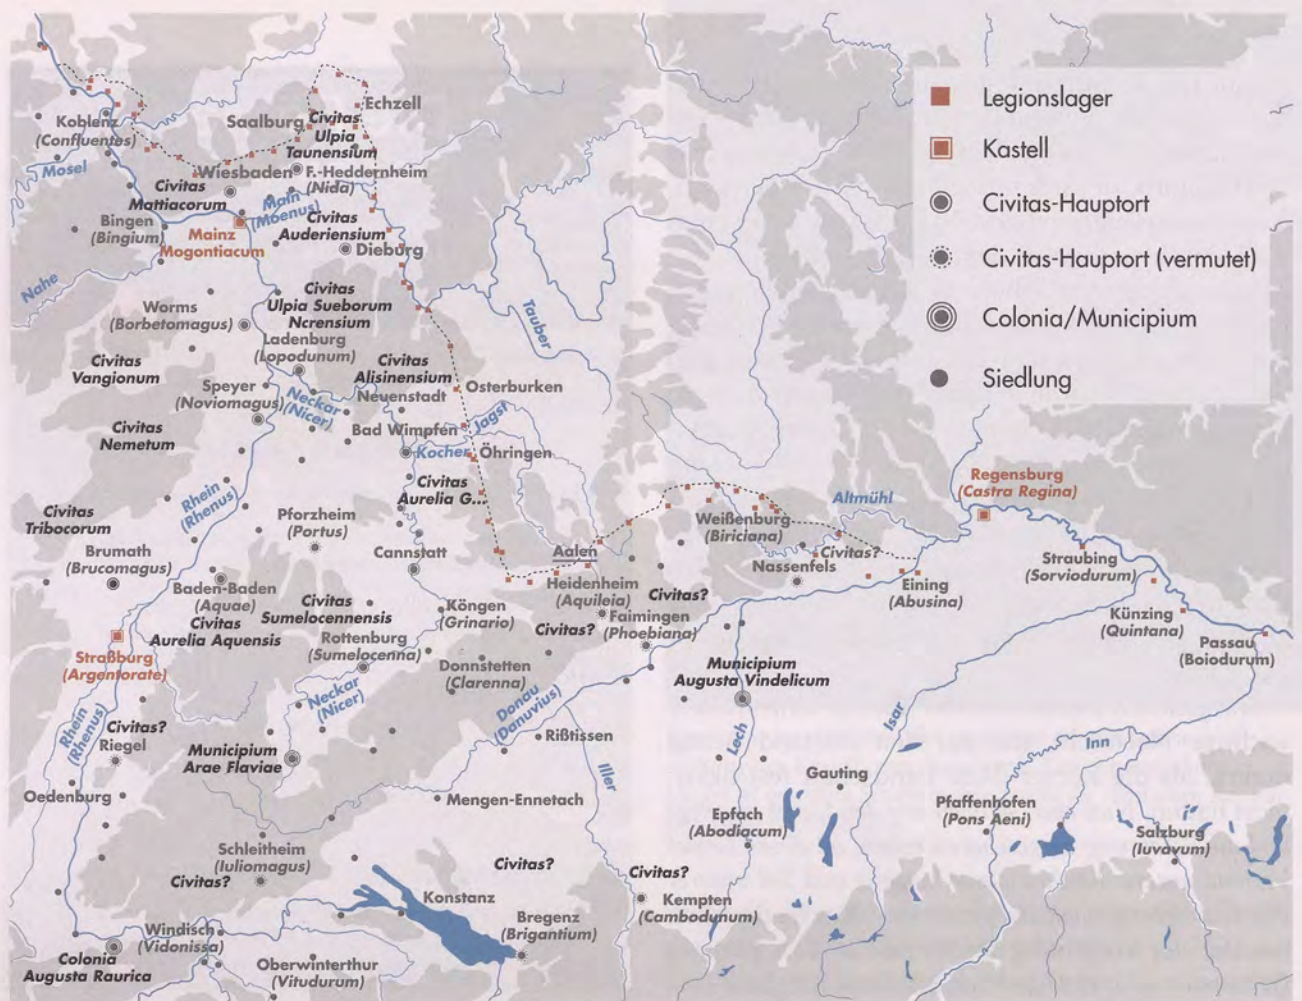 Legionslager
Kastell
Civitas-Hauptort
Civitas-Hauptort (vermutet)
Colonia/Municipium
Siedlung
Koblenz
(Confluentes)
Mosel
Saalburg
Echzell
Civitas
Ulpia
Taunensium
Wiesbaden
F.-Heddernheim
(Nida)
Civitas
Mattiacorum
Main
(Moenus)
Bingen
(Bingium)
Mainz
Mogontiacum
Civitas
Auderiensium
Dieburg
Nahe
Worms
(Borbetomagus)
Civitas
Ulpia Sueborum
Ncrensium
Ladenburg
(Lopodunum)
Tauber
Civitas
Vangionum
Civitas
Alisinensium
Speyer
(Noviomagus)
Neckar
(Nicer)
Neuenstadt
Osterburken
Civitas
Nemetum
Bad Wimpfen
Jagst
Kocher
Öhringen
Civitas
Aurelia G...
Rhein
(Rhenus)
Regensburg
(Castra Regina)
Altmühl
Civitas
Tribocorum
Pforzheim
(Portus)
Weißenburg
(Biriciana)
Brumath
(Brucomagus)
Cannstatt
Aalen
Civitas?
Nassenfels
Straubing
(Sorviodurum)
Baden-Baden
(Aquae)
Heidenheim
(Aquileia)
Civitas?
Eining
(Abusina)
Civitas
Sumelocennensis
Köngen
(Grinario)
Civitas
Aurelia Aquensis
Rottenburg
(Sumelocenna)
Civitas?
Faimingen
(Phoebiana)
Künzing
(Quintana)
Passau
(Boiodurum)
Straßburg
(Argentorate)
Donnstetten
(Clarenna)
Municipium
Augusta Vindelicum
Neckar
(Nicer)
Donau
(Danuvius)
Rhein
(Rhenus)
Civitas?
Riegel
Municipium
Arae Flaviae
Rißtissen
Lech
Isar
Inn
Iller
Oedenburg
Mengen-Ennetach
Gauting
Epfach
(Abodiacum)
Pfaffenhofen
(Pons Aeni)
Salzburg
(Iuvavum)
Schleitheim
(Iuliomagus)
Civitas?
Civitas?
Civitas?
Konstanz
Kempten
(Cambodunum)
Bregenz
(Brigantium)
Windisch
(Vidonissa)
Colonia
Augusta Raurica
Oberwinterthur
(Vitudurum)